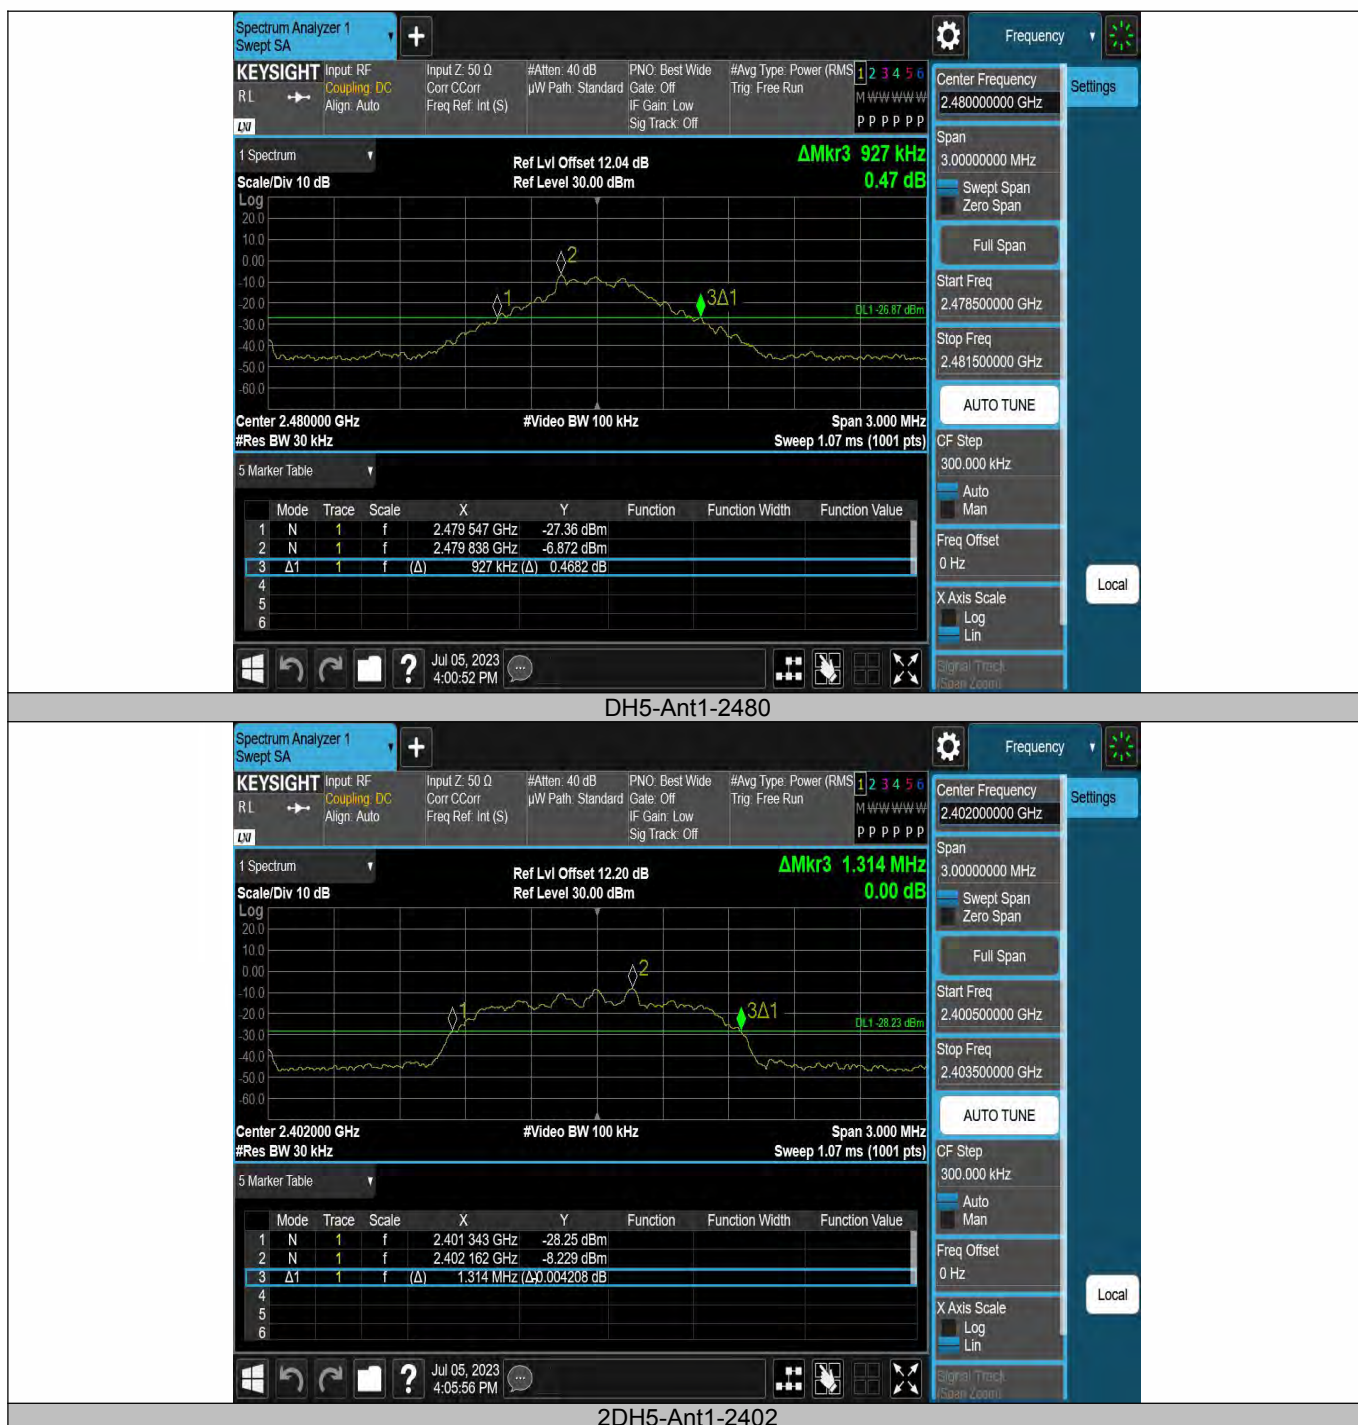 Spectrum Analyzer 1
Swept SA
+
Frequency
KEYSIGHT Input: RF Input Z: 50 Ω #Atten: 40 dB PNO: Best Wide #Avg Type: Power (RMS 1 2 3 4 5 6
RL Coupling: DC Corr CCorr µW Path: Standard Gate: Off Trig: Free Run
Align: Auto Freq Ref: Int (S) IF Gain: Low M W W W W W
LXI Sig Track: Off P P P P P P
Center Frequency
2.480000000 GHz
Settings
1 Spectrum
Ref Lvl Offset 12.04 dB
ΔMkr3 927 kHz
Scale/Div 10 dB
Ref Level 30.00 dBm
0.47 dB
Log
20.0
10.0
0.00
-10.0
-20.0
-30.0
-40.0
-50.0
-60.0
1
2
3Δ1
DL1 -26.87 dBm
Center 2.480000 GHz #Video BW 100 kHz Span 3.000 MHz
#Res BW 30 kHz Sweep 1.07 ms (1001 pts)
Span
3.00000000 MHz
Swept Span
Zero Span
Full Span
Start Freq
2.478500000 GHz
Stop Freq
2.481500000 GHz
AUTO TUNE
CF Step
300.000 kHz
Auto
Man
Freq Offset
0 Hz
X Axis Scale
Log
Lin
Signal Track
(Span Zoom)
Local
5 Marker Table
Mode Trace Scale X Y Function Function Width Function Value
1 N 1 f 2.479 547 GHz -27.36 dBm
2 N 1 f 2.479 838 GHz -6.872 dBm
3 Δ1 1 f (Δ) 927 kHz (Δ) 0.4682 dB
4
5
6
?
Jul 05, 2023
4:00:52 PM
DH5-Ant1-2480
Spectrum Analyzer 1
Swept SA
+
Frequency
KEYSIGHT Input: RF Input Z: 50 Ω #Atten: 40 dB PNO: Best Wide #Avg Type: Power (RMS 1 2 3 4 5 6
RL Coupling: DC Corr CCorr µW Path: Standard Gate: Off Trig: Free Run
Align: Auto Freq Ref: Int (S) IF Gain: Low M W W W W W
LXI Sig Track: Off P P P P P P
Center Frequency
2.402000000 GHz
Settings
1 Spectrum
Ref Lvl Offset 12.20 dB
ΔMkr3 1.314 MHz
Scale/Div 10 dB
Ref Level 30.00 dBm
0.00 dB
Log
20.0
10.0
0.00
-10.0
-20.0
-30.0
-40.0
-50.0
-60.0
1
2
3Δ1
DL1 -28.23 dBm
Center 2.402000 GHz #Video BW 100 kHz Span 3.000 MHz
#Res BW 30 kHz Sweep 1.07 ms (1001 pts)
Span
3.00000000 MHz
Swept Span
Zero Span
Full Span
Start Freq
2.400500000 GHz
Stop Freq
2.403500000 GHz
AUTO TUNE
CF Step
300.000 kHz
Auto
Man
Freq Offset
0 Hz
X Axis Scale
Log
Lin
Signal Track
(Span Zoom)
Local
5 Marker Table
Mode Trace Scale X Y Function Function Width Function Value
1 N 1 f 2.401 343 GHz -28.25 dBm
2 N 1 f 2.402 162 GHz -8.229 dBm
3 Δ1 1 f (Δ) 1.314 MHz (Δ) -0.004208 dB
4
5
6
?
Jul 05, 2023
4:05:56 PM
2DH5-Ant1-2402